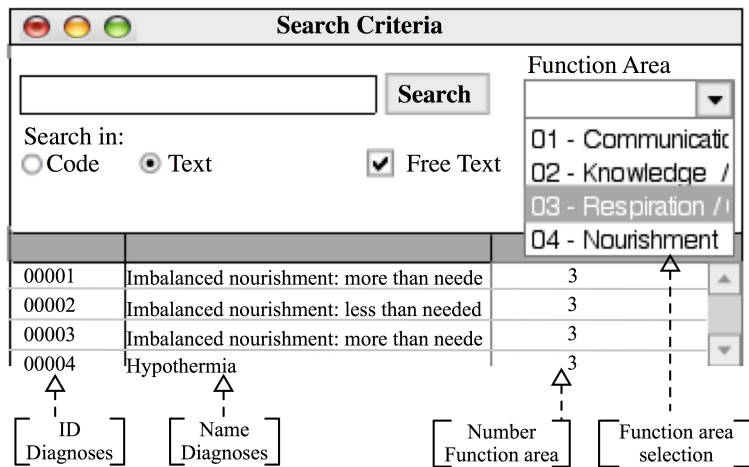 Search Criteria
Function Area
Search
Search in:
Code
Text
Free Text
01 - Communicatic
02 - Knowledge /
03 - Respiration /
04 - Nourishment
00001 Imbalanced nourishment: more than neede 3
00002 Imbalanced nourishment: less than needed 3
00003 Imbalanced nourishment: more than neede 3
00004 Hypothermia 3
ID
Diagnoses
Name
Diagnoses
Number
Function area
Function area
selection